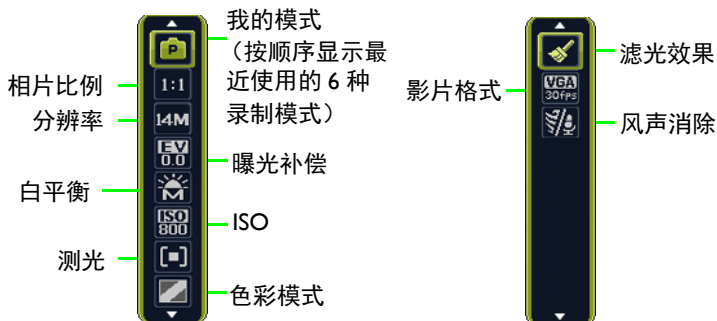 我的模式
(按顺序显示最
近使用的 6 种
录制模式)
P
相片比例
1:1
分辨率
14M
EV
0.0
曝光补偿
白平衡
M
ISO
800
ISO
测光
色彩模式
滤光效果
影片格式
VGA
30fps
风声消除